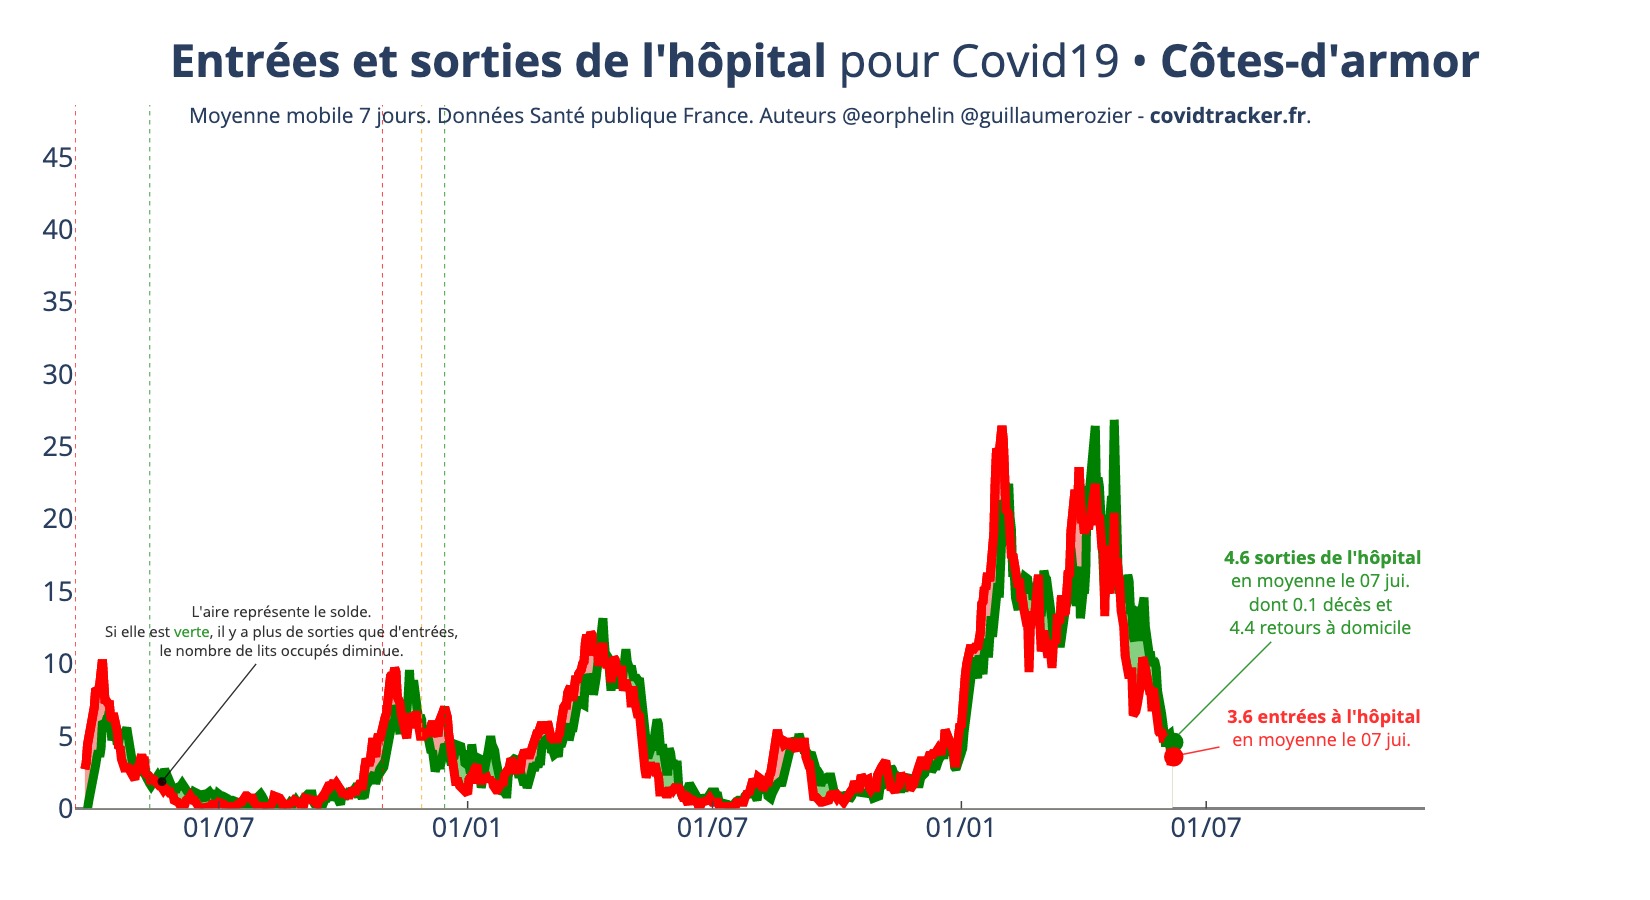 Entrées et sorties de l'hôpital pour Covid19 • Côtes-d'armor
Moyenne mobile 7 jours. Données Santé publique France. Auteurs @eorphelin @guillaumerozier - covidtracker.fr.
45
40
35
30
25
20
15
10
5
0
L'aire représente le solde.
Si elle est verte, il y a plus de sorties que d'entrées,
le nombre de lits occupés diminue.
4.6 sorties de l'hôpital
en moyenne le 07 jui.
dont 0.1 décès et
4.4 retours à domicile
3.6 entrées à l'hôpital
en moyenne le 07 jui.
01/07
01/01
01/07
01/01
01/07